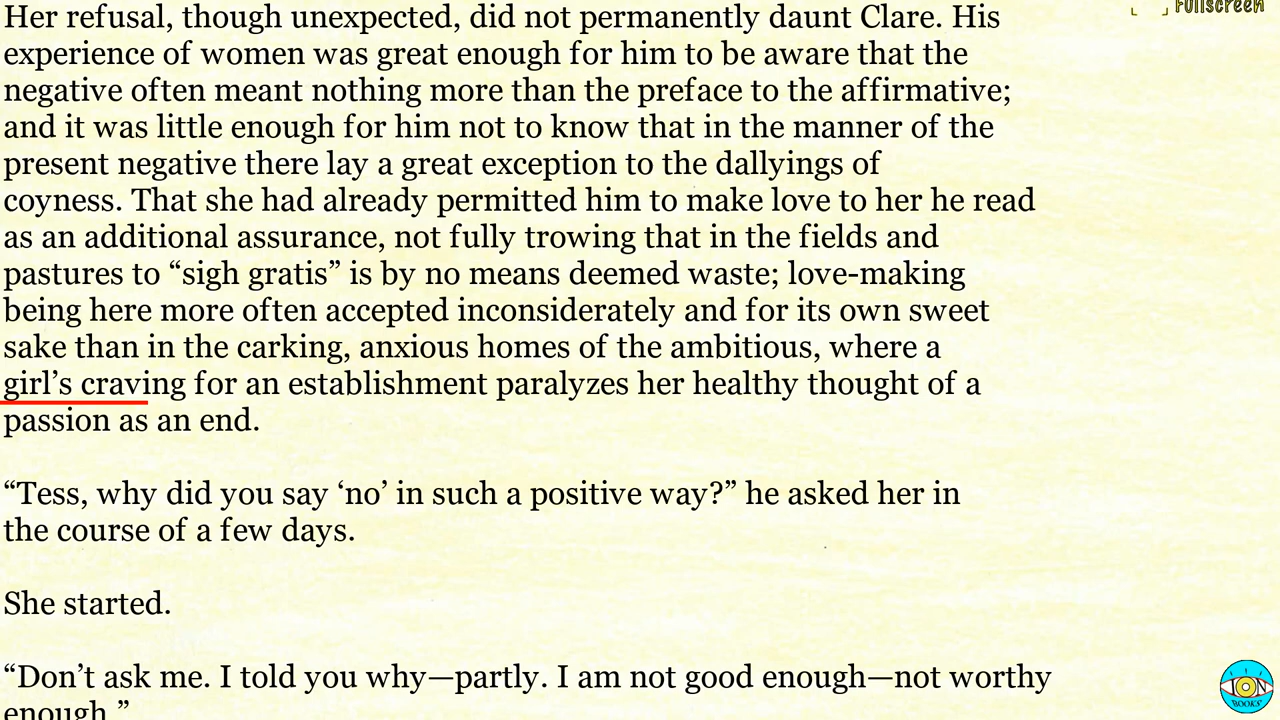 Fullscreen
Her refusal, though unexpected, did not permanently daunt Clare. His
experience of women was great enough for him to be aware that the
negative often meant nothing more than the preface to the affirmative;
and it was little enough for him not to know that in the manner of the
present negative there lay a great exception to the dallyings of
coyness. That she had already permitted him to make love to her he read
as an additional assurance, not fully trowing that in the fields and
pastures to “sigh gratis” is by no means deemed waste; love-making
being here more often accepted inconsiderately and for its own sweet
sake than in the carking, anxious homes of the ambitious, where a
girl’s craving for an establishment paralyzes her healthy thought of a
passion as an end.
“Tess, why did you say ‘no’ in such a positive way?” he asked her in
the course of a few days.
She started.
“Don’t ask me. I told you why—partly. I am not good enough—not worthy
enough.”
ION
BOOKS